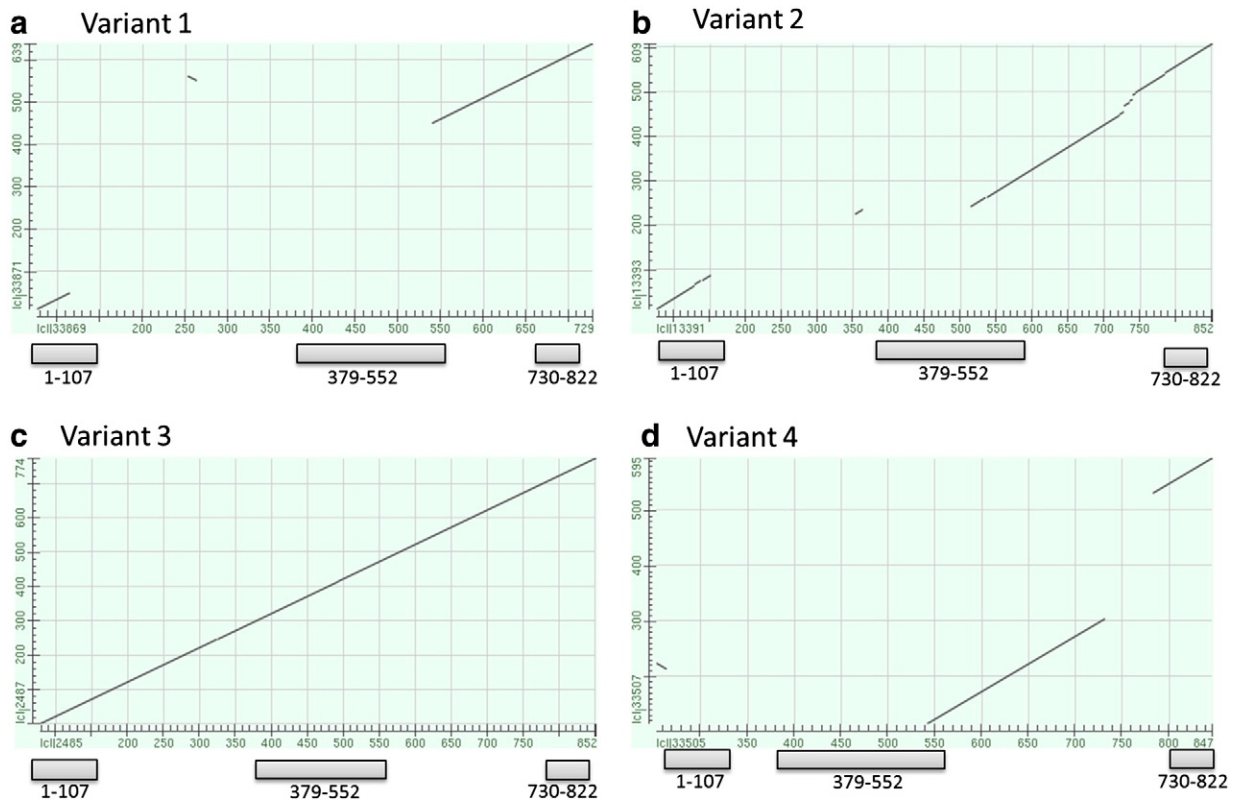 a Variant 1
639
500
400
300
200
lcl|33871
lcl|33869 200 250 300 350 400 450 500 550 600 650 729
1-107 379-552 730-822
b Variant 2
609
500
400
300
200
lcl|13393
lcl|13391 200 250 300 350 400 450 500 550 600 650 700 750 852
1-107 379-552 730-822
c Variant 3
774
600
500
400
300
200
lcl|2487
lcl|2485 200 250 300 350 400 450 500 550 600 650 700 750 852
1-107 379-552 730-822
d Variant 4
595
500
400
300
lcl|33507
lcl|33505 350 400 450 500 550 600 650 700 750 800 847
1-107 379-552 730-822